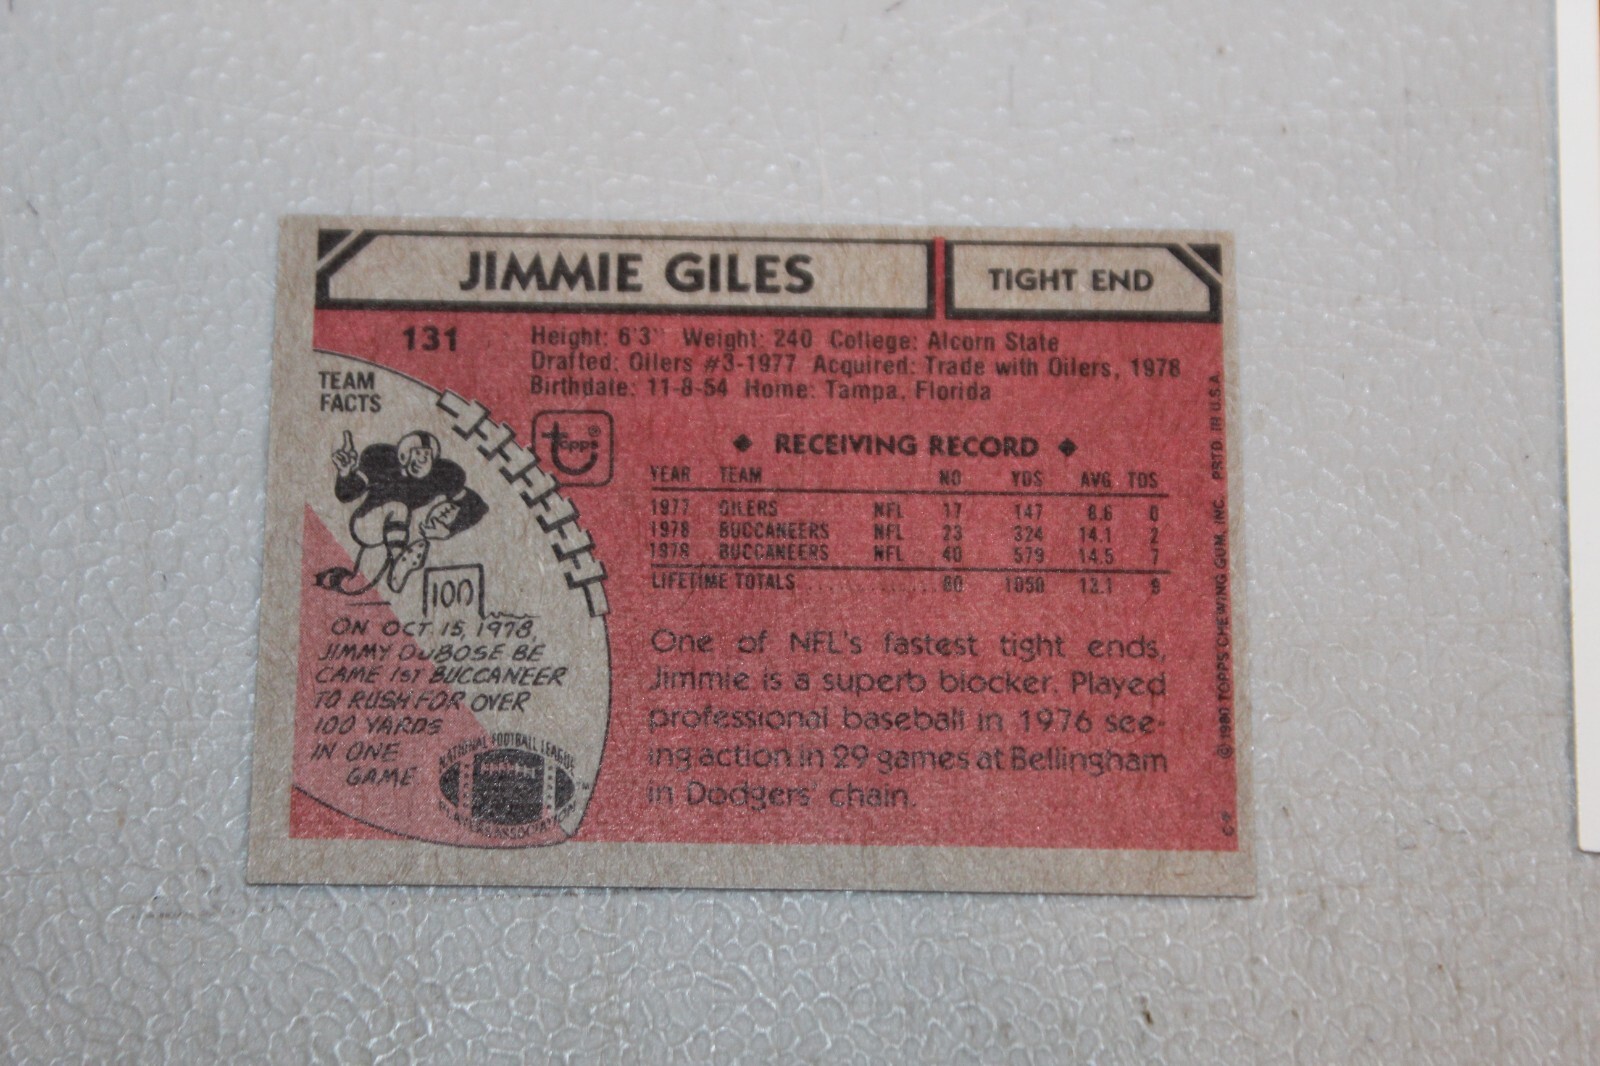 JIMMIE GILES
TIGHT END
131
Height: 6'3" Weight: 240 College: Alcorn State
Drafted: Oilers #3-1977 Acquired: Trade with Oilers, 1978
Birthdate: 11-8-54 Home: Tampa, Florida
TEAM
FACTS
topps®
100
ON OCT. 15, 1978,
JIMMY DUBOSE BE
CAME 1ST BUCCANEER
TO RUSH FOR OVER
100 YARDS
IN ONE
GAME
NATIONAL FOOTBALL LEAGUE
PLAYERS ASSOCIATION
◆ RECEIVING RECORD ◆
YEAR TEAM NO YDS AVG TDS
1977 OILERS NFL 17 147 8.6 0
1978 BUCCANEERS NFL 23 324 14.1 2
1979 BUCCANEERS NFL 40 579 14.5 7
LIFETIME TOTALS 80 1050 13.1 9
One of NFL's fastest tight ends,
Jimmie is a superb blocker. Played
professional baseball in 1976 see-
ing action in 29 games at Bellingham
in Dodgers' chain.
© 1980 TOPPS CHEWING GUM, INC. PRTD. IN U.S.A.